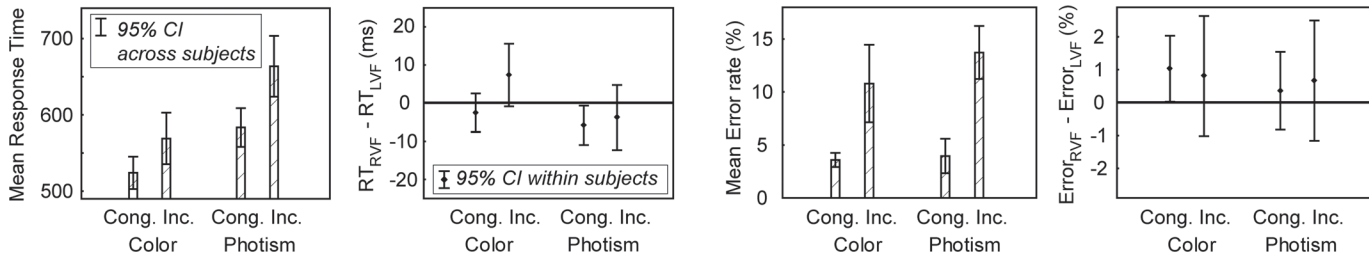 Mean Response Time
700
600
500
95% CI
across subjects
Cong. Inc. Cong. Inc.
Color Photism
RT_RVF - RT_LVF (ms)
20
10
0
-10
-20
95% CI within subjects
Cong. Inc. Cong. Inc.
Color Photism
Mean Error rate (%)
15
10
5
0
Cong. Inc. Cong. Inc.
Color Photism
Error_RVF - Error_LVF (%)
2
1
0
-1
-2
Cong. Inc. Cong. Inc.
Color Photism